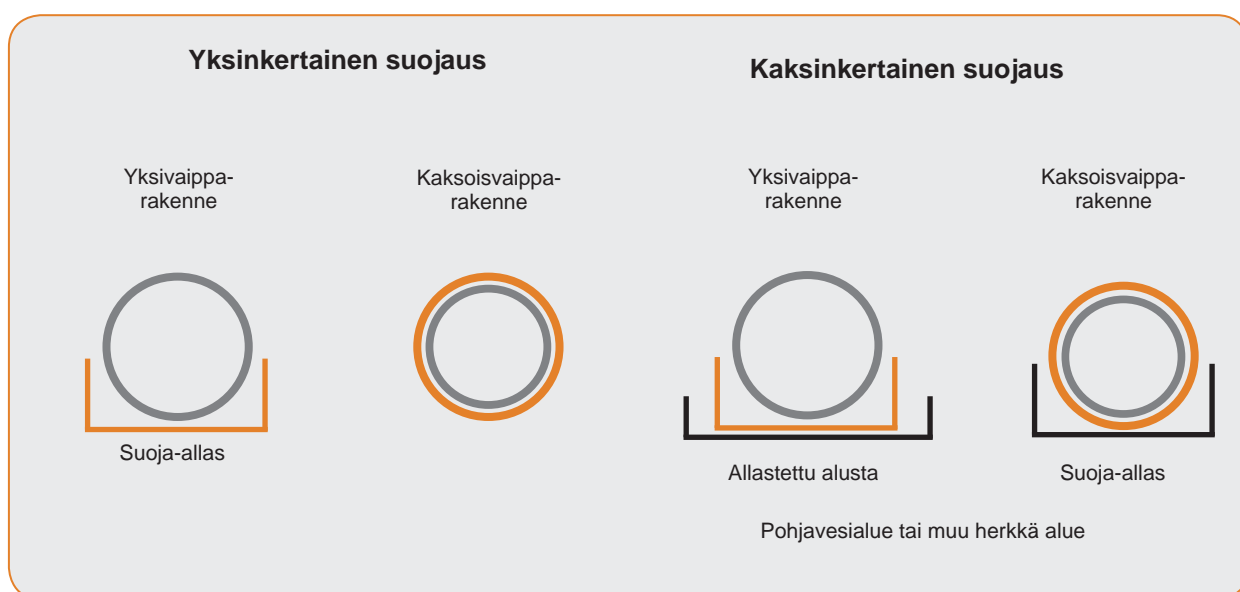 Yksinkertainen suojaus
Kaksinkertainen suojaus
Yksivaippa-
rakenne
Kaksoisvaippa-
rakenne
Yksivaippa-
rakenne
Kaksoisvaippa-
rakenne
Suoja-allas
Allastettu alusta
Suoja-allas
Pohjavesialue tai muu herkkä alue